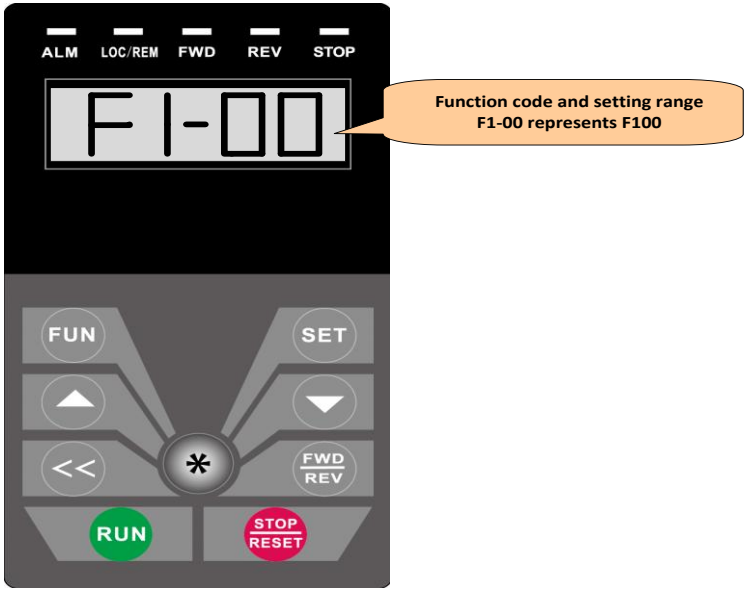 ALM LOC/REM FWD REV STOP
F1-00
Function code and setting range
F1-00 represents F100
FUN
SET
<<
*
FWD
REV
RUN
STOP
RESET